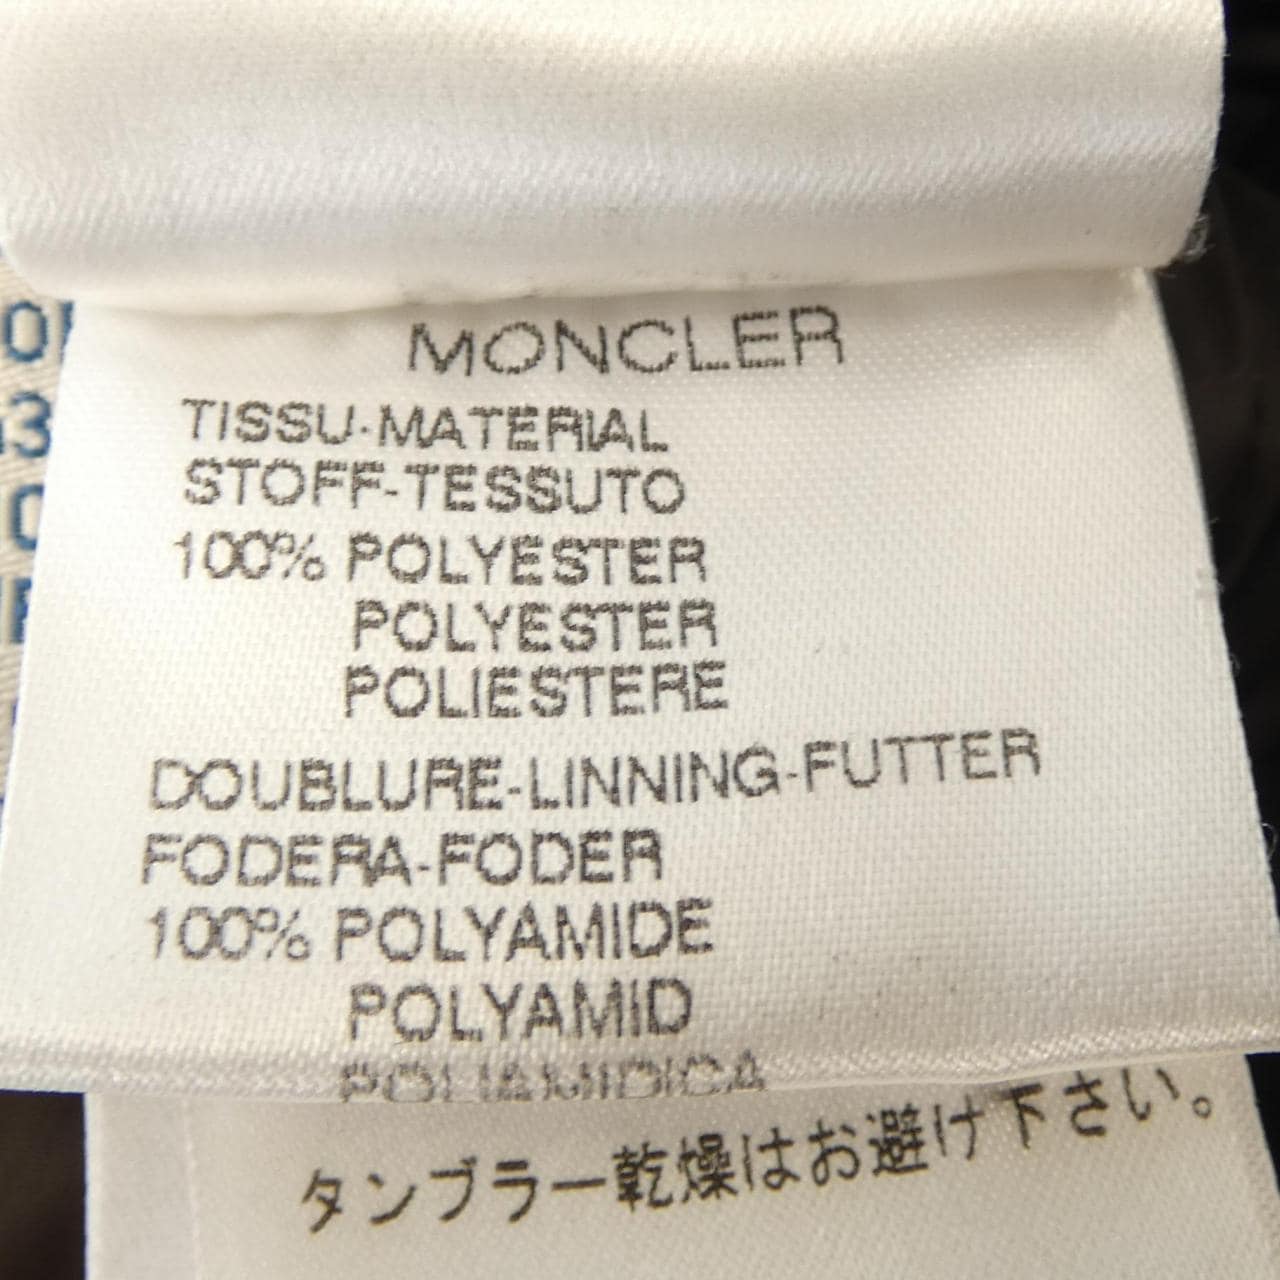 MONCLER
TISSU-MATERIAL
STOFF-TESSUTO
100% POLYESTER
POLYESTER
POLIESTERE
DOUBLURE-LINNING-FUTTER
FODERA-FODER
100% POLYAMIDE
POLYAMID
POLIAMIDICA
タンブラー乾燥はお避け下さい。